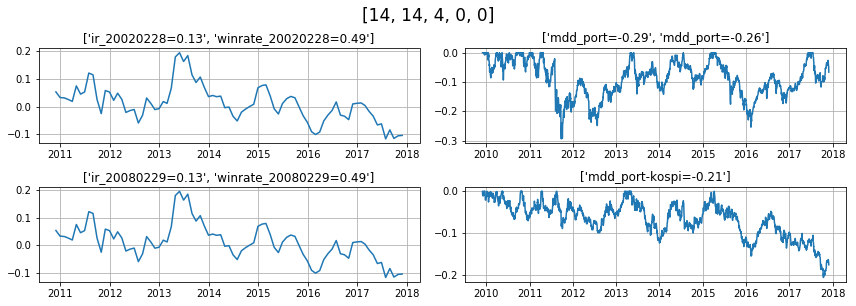 [14, 14, 4, 0, 0]
['ir_20020228=0.13', 'winrate_20020228=0.49']
0.2
0.1
0.0
−0.1
2011 2012 2013 2014 2015 2016 2017 2018
['mdd_port=-0.29', 'mdd_port=-0.26']
0.0
−0.1
−0.2
−0.3
2010 2011 2012 2013 2014 2015 2016 2017 2018
['ir_20080229=0.13', 'winrate_20080229=0.49']
0.2
0.1
0.0
−0.1
2011 2012 2013 2014 2015 2016 2017 2018
['mdd_port-kospi=-0.21']
0.0
−0.1
−0.2
2010 2011 2012 2013 2014 2015 2016 2017 2018